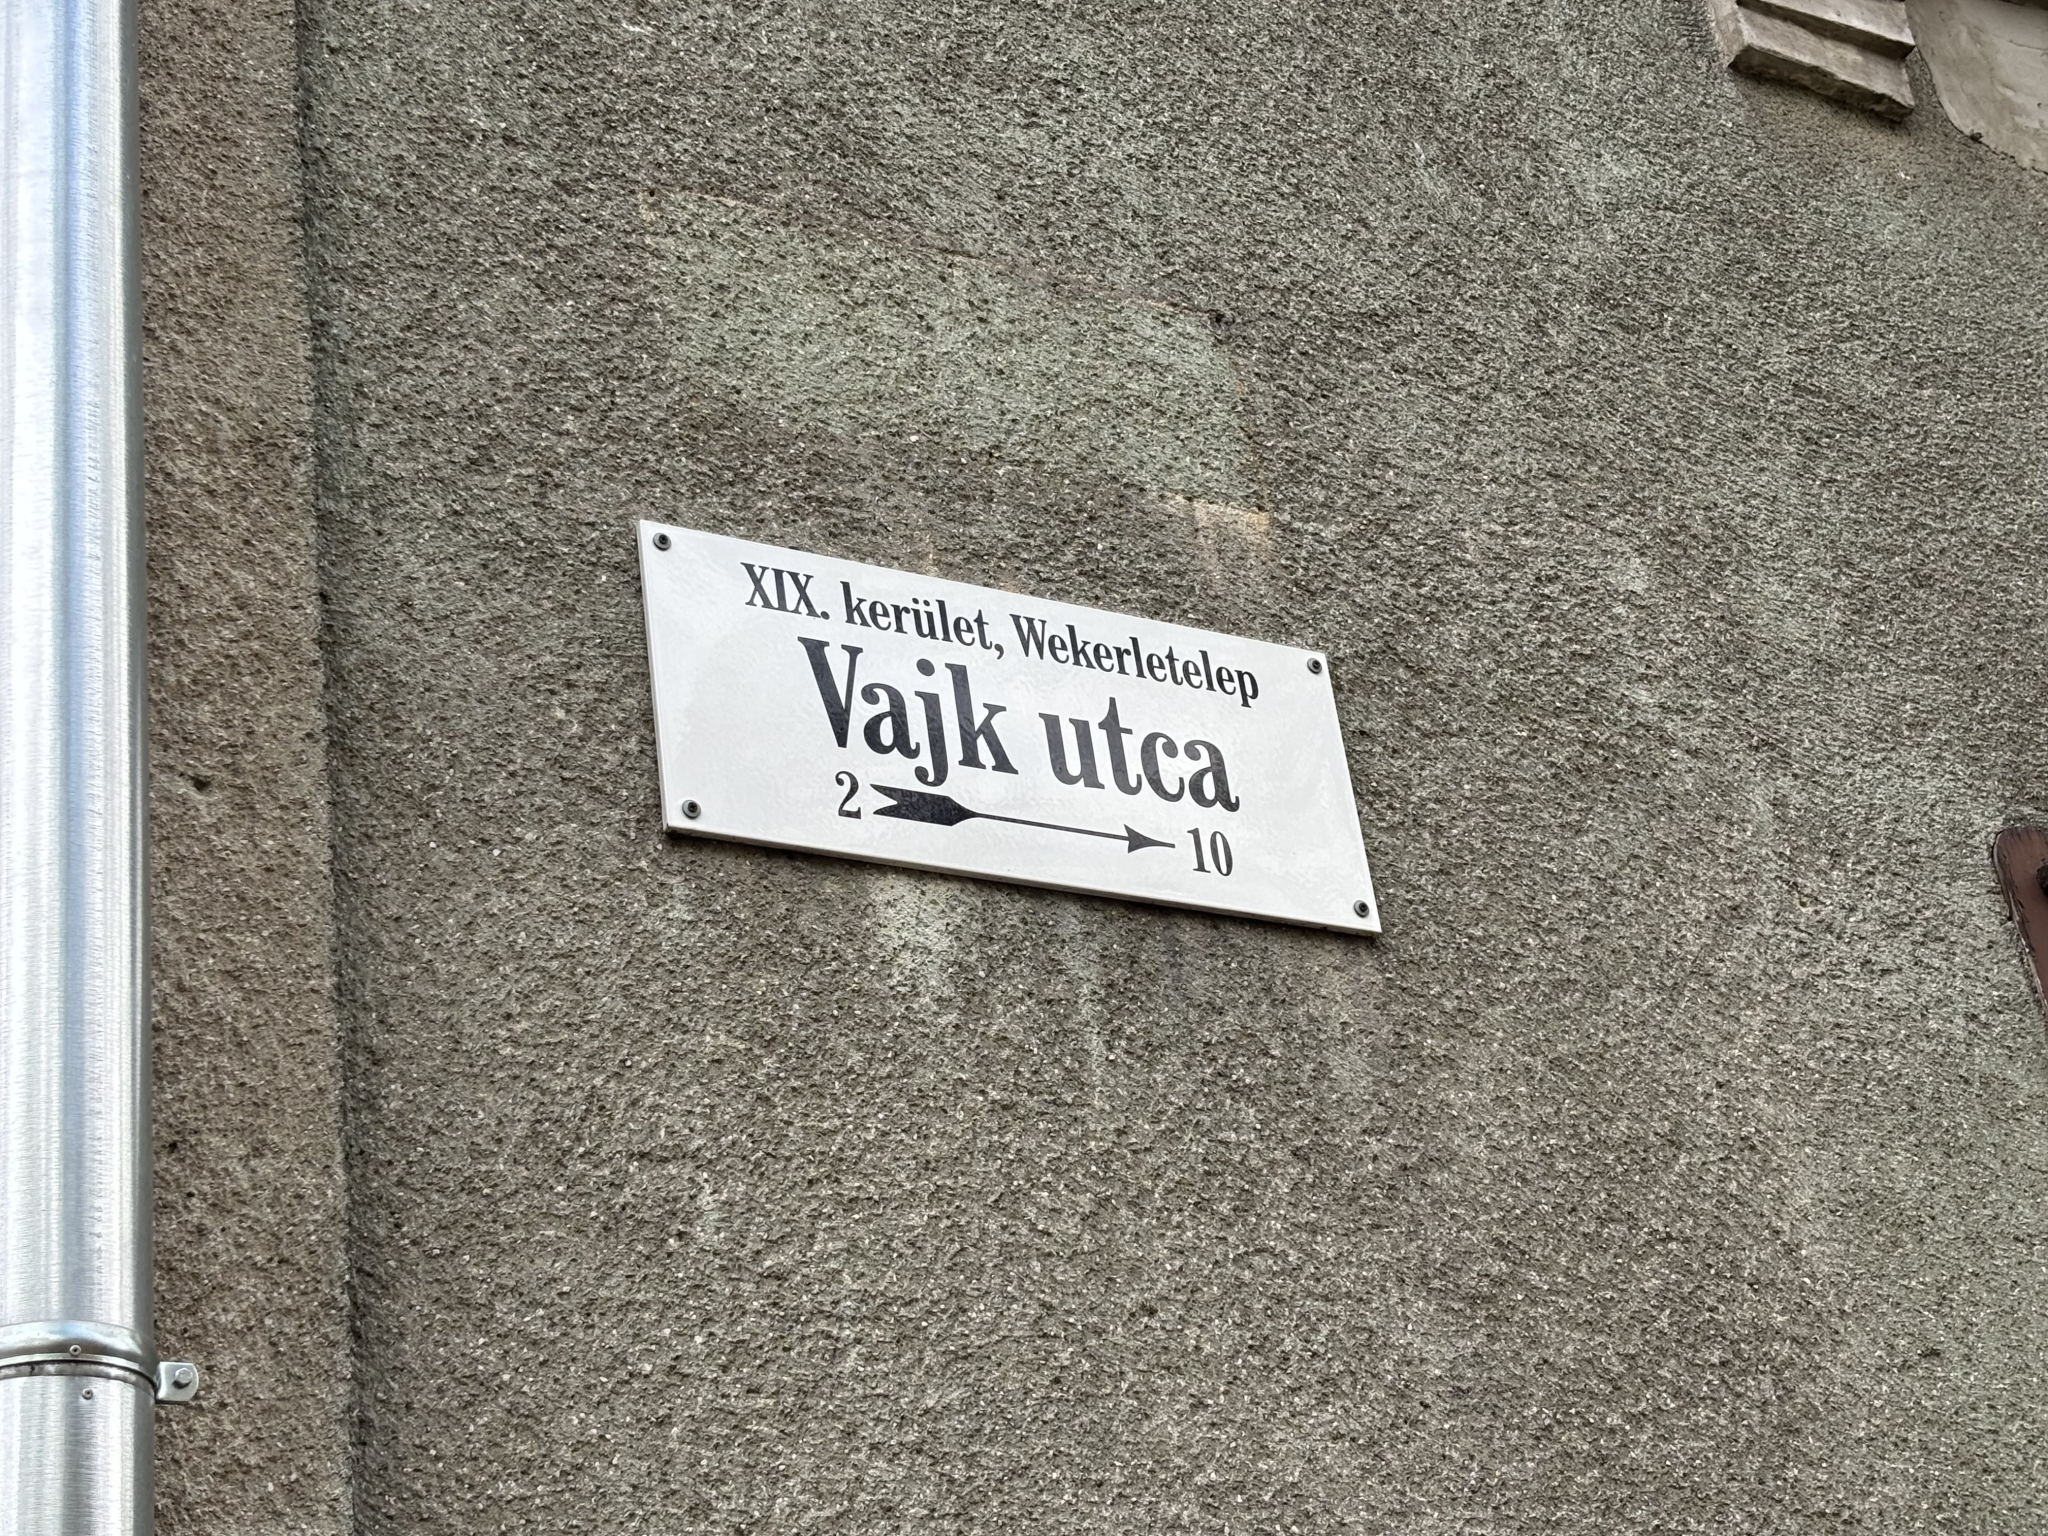 XIX. kerület, Wekerletelep
Vajk utca
2 10